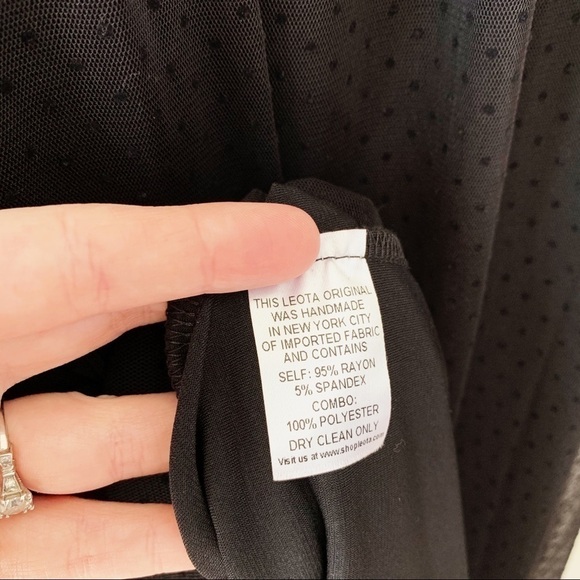 THIS LEOTA ORIGINAL
WAS HANDMADE
IN NEW YORK CITY
OF IMPORTED FABRIC
AND CONTAINS
SELF: 95% RAYON
5% SPANDEX
COMBO:
100% POLYESTER
DRY CLEAN ONLY
Visit us at www.shopleota.com